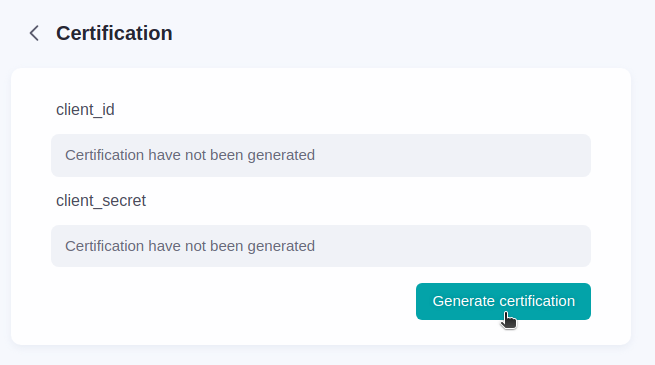 Certification
client_id
Certification have not been generated
client_secret
Certification have not been generated
Generate certification